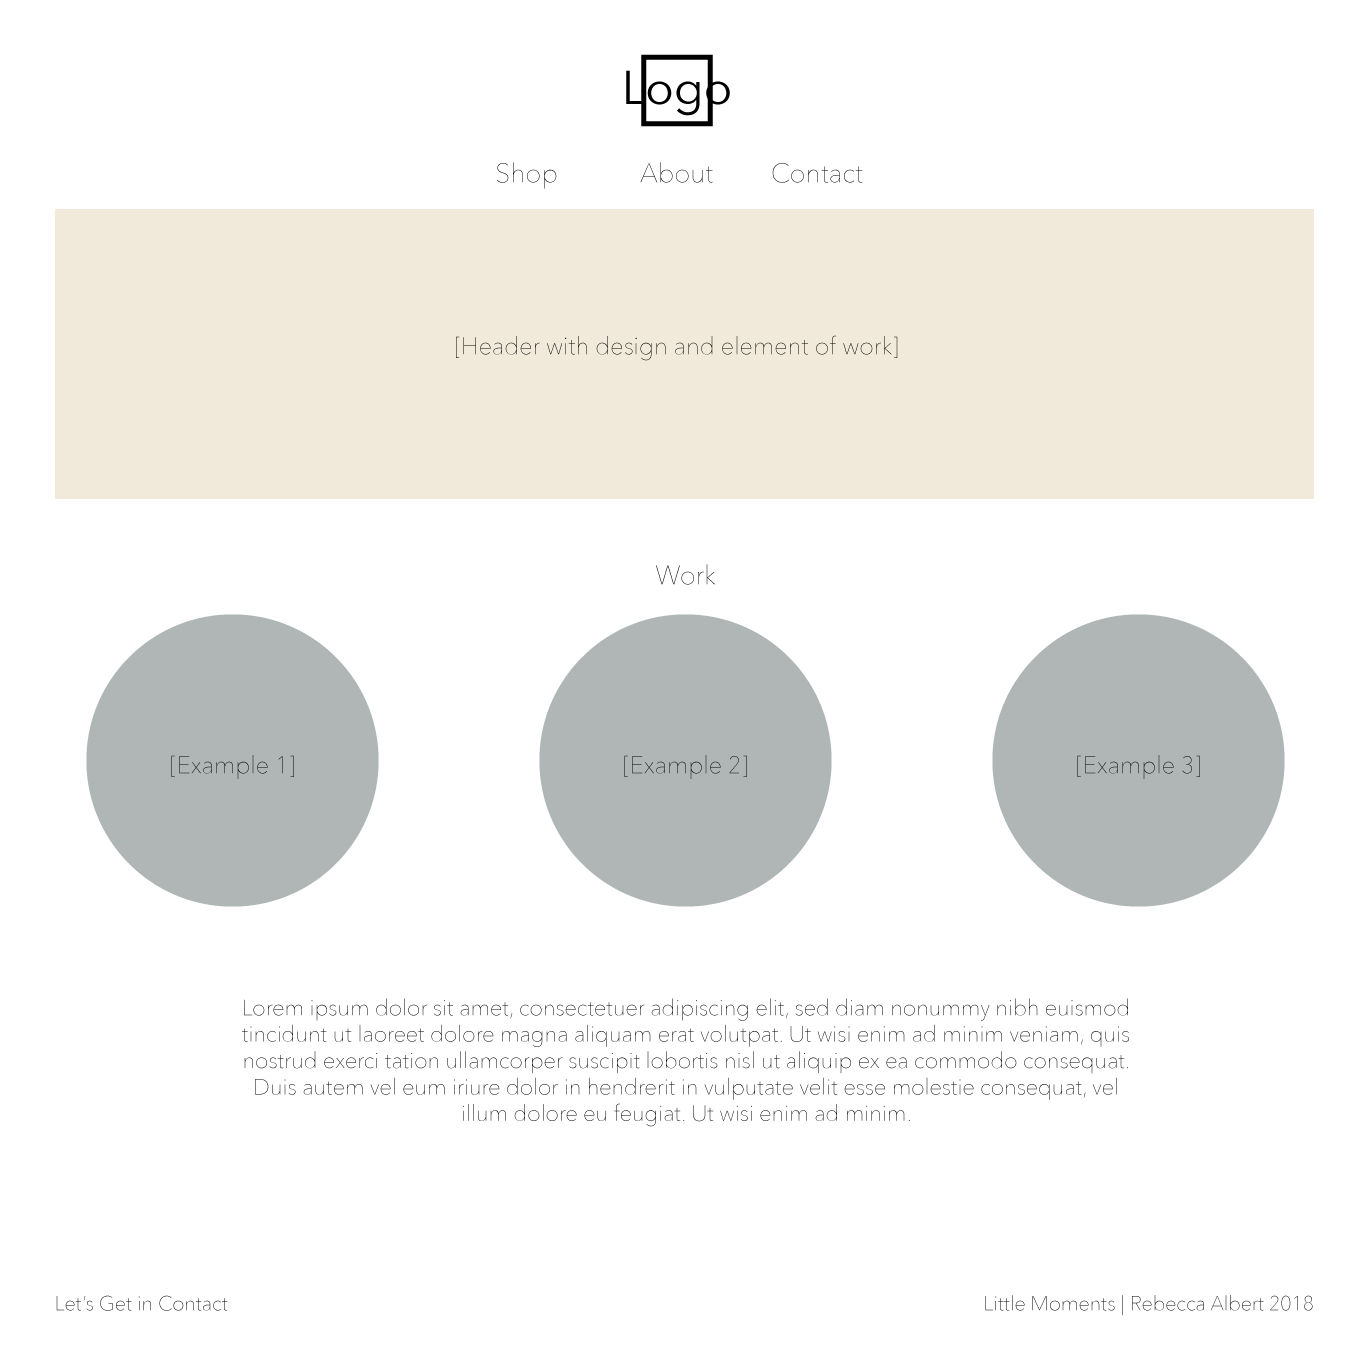 Logo
Shop About Contact
[Header with design and element of work]
Work
[Example 1] [Example 2] [Example 3]
Lorem ipsum dolor sit amet, consectetuer adipiscing elit, sed diam nonummy nibh euismod
tincidunt ut laoreet dolore magna aliquam erat volutpat. Ut wisi enim ad minim veniam, quis
nostrud exerci tation ullamcorper suscipit lobortis nisl ut aliquip ex ea commodo consequat.
Duis autem vel eum iriure dolor in hendrerit in vulputate velit esse molestie consequat, vel
illum dolore eu feugiat. Ut wisi enim ad minim.
Let’s Get in Contact Little Moments | Rebecca Albert 2018